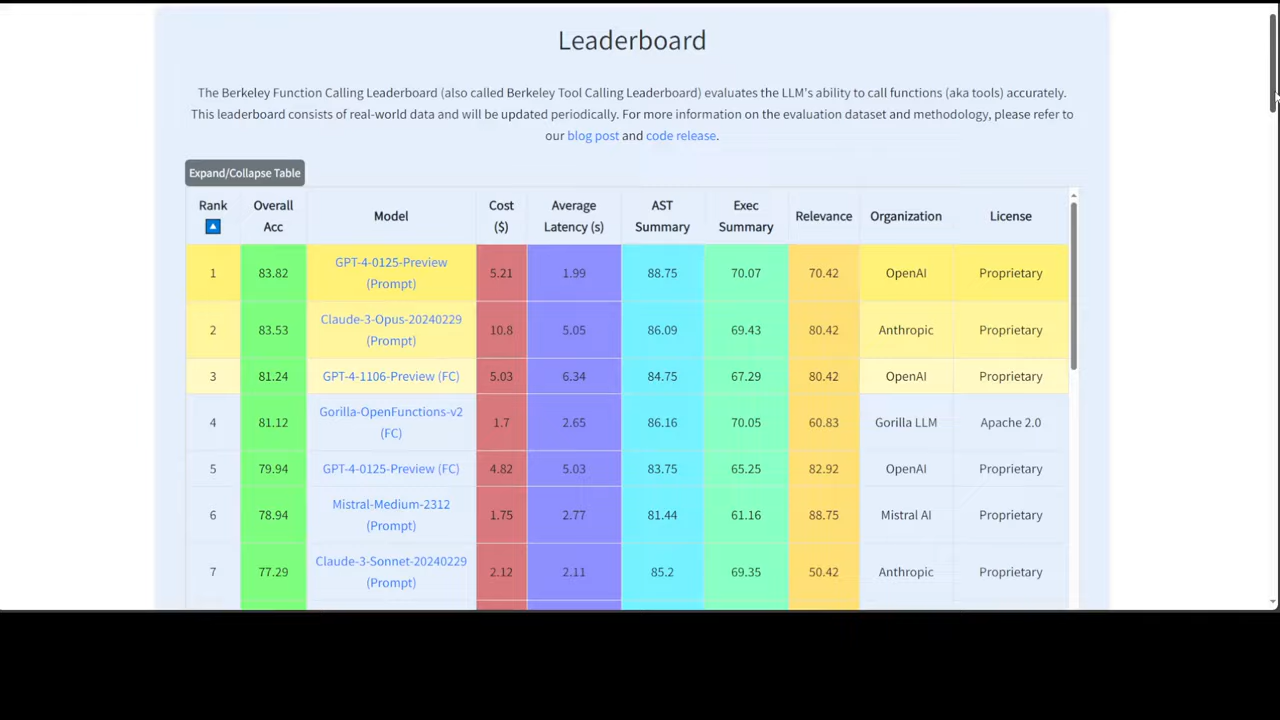 Leaderboard
The Berkeley Function Calling Leaderboard (also called Berkeley Tool Calling Leaderboard) evaluates the LLM's ability to call functions (aka tools) accurately.
This leaderboard consists of real-world data and will be updated periodically. For more information on the evaluation dataset and methodology, please refer to
our blog post and code release.
Expand/Collapse Table
Rank Overall Acc Model Cost ($) Average Latency (s) AST Summary Exec Summary Relevance Organization License
1 83.82 GPT-4-0125-Preview (Prompt) 5.21 1.99 88.75 70.07 70.42 OpenAI Proprietary
2 83.53 Claude-3-Opus-20240229 (Prompt) 10.8 5.05 86.09 69.43 80.42 Anthropic Proprietary
3 81.24 GPT-4-1106-Preview (FC) 5.03 6.34 84.75 67.29 80.42 OpenAI Proprietary
4 81.12 Gorilla-OpenFunctions-v2 (FC) 1.7 2.65 86.16 70.05 60.83 Gorilla LLM Apache 2.0
5 79.94 GPT-4-0125-Preview (FC) 4.82 5.03 83.75 65.25 82.92 OpenAI Proprietary
6 78.94 Mistral-Medium-2312 (Prompt) 1.75 2.77 81.44 61.16 88.75 Mistral AI Proprietary
7 77.29 Claude-3-Sonnet-20240229 (Prompt) 2.12 2.11 85.2 69.35 50.42 Anthropic Proprietary